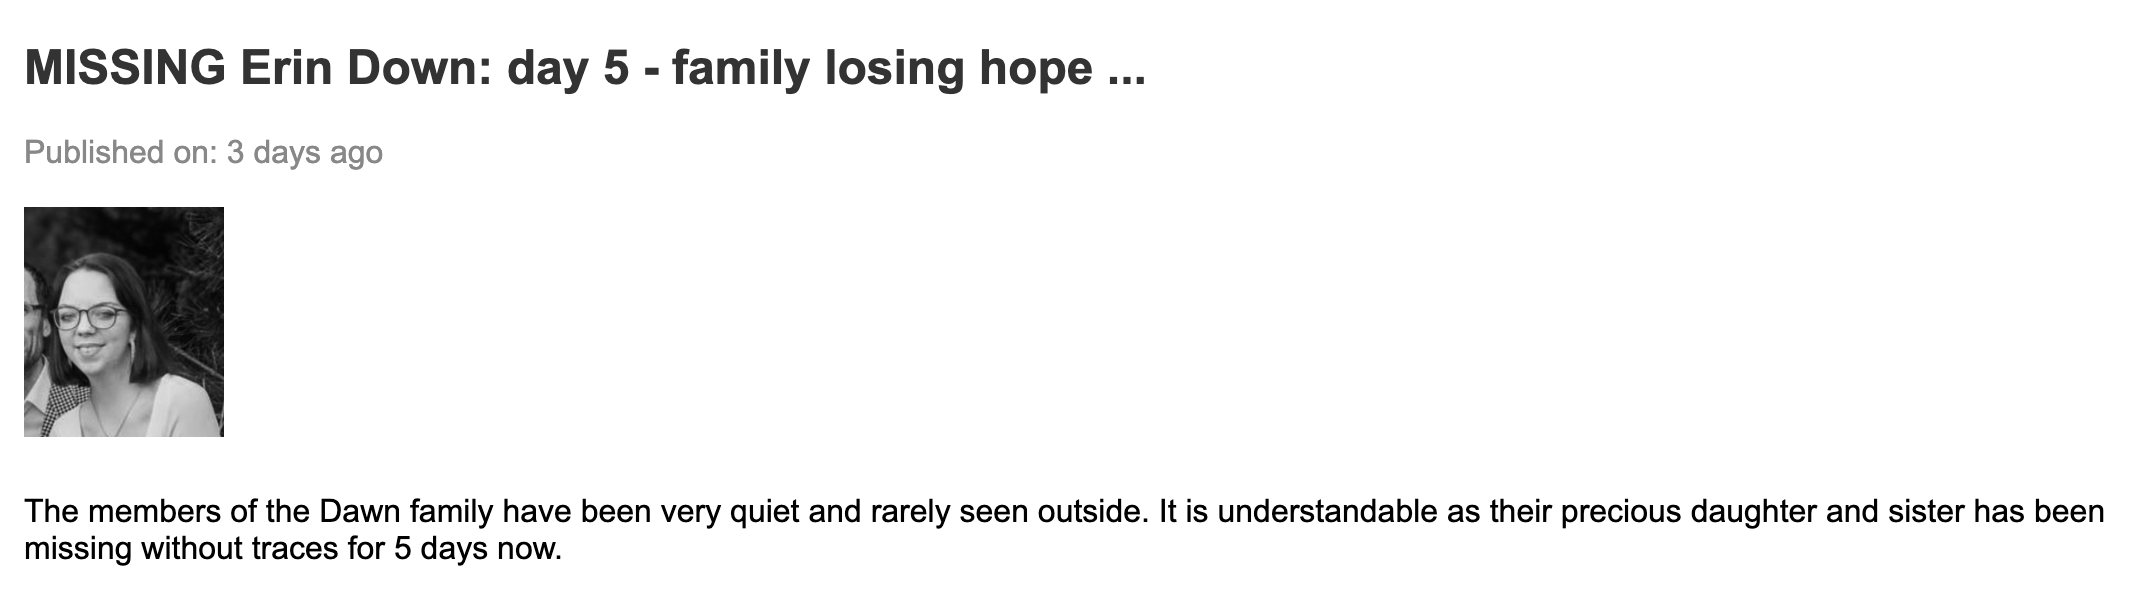 MISSING Erin Down: day 5 - family losing hope ...
Published on: 3 days ago
The members of the Dawn family have been very quiet and rarely seen outside. It is understandable as their precious daughter and sister has been
missing without traces for 5 days now.